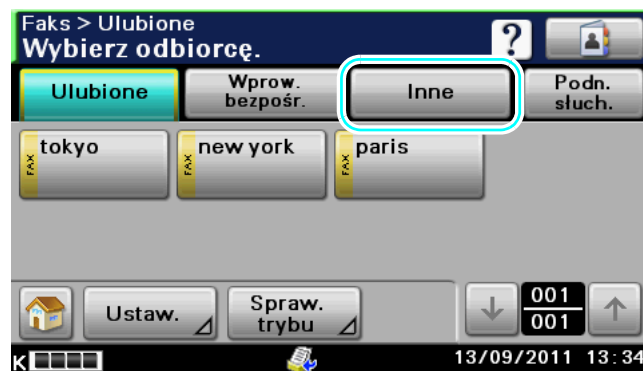 Faks > Ulubione
Wybierz odbiorcę.
?
Ulubione
Wprow.
bezpośr.
Inne
Podn.
słuch.
FAX
tokyo
FAX
new york
FAX
paris
Ustaw.
Spraw.
trybu
001
001
K
13/09/2011 13:34